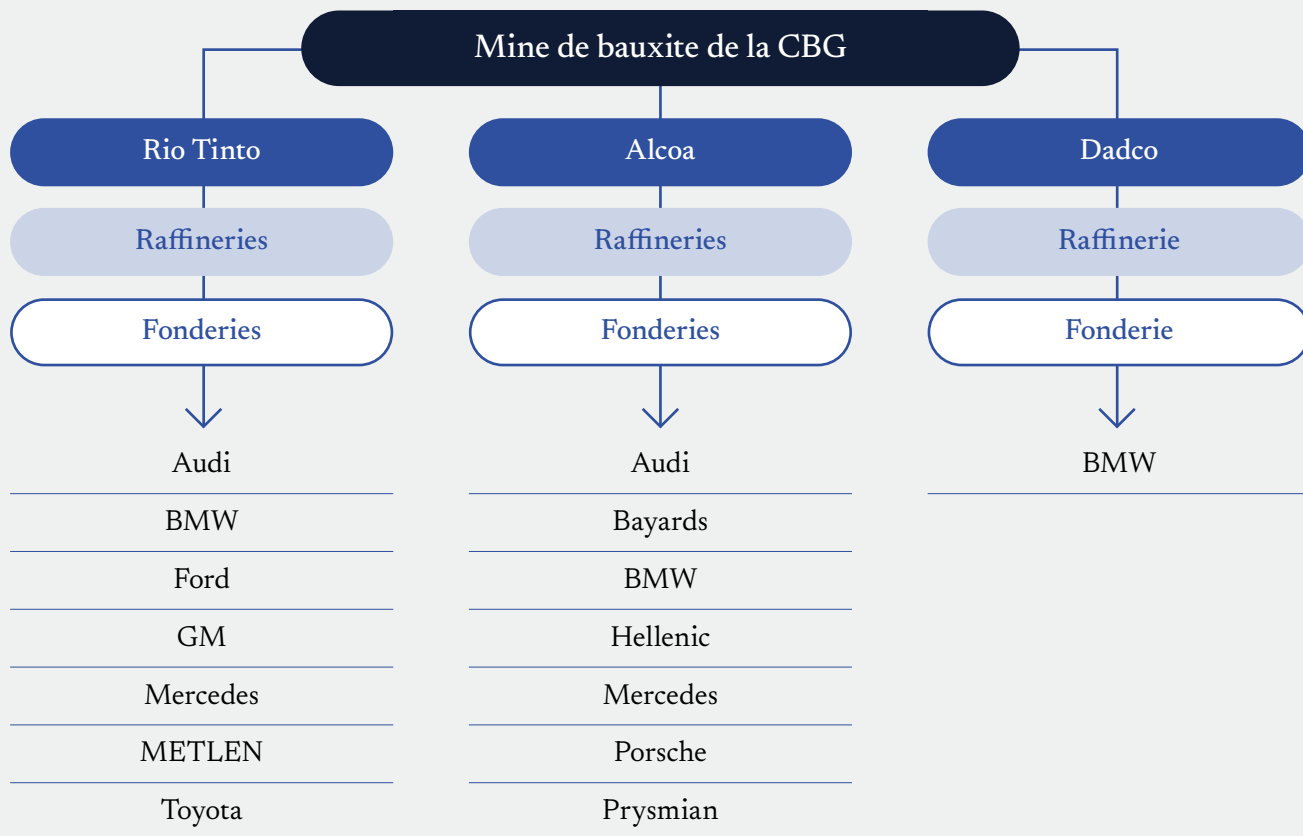 Mine de bauxite de la CBG
Rio Tinto
Raffineries
Fonderies
Audi
BMW
Ford
GM
Mercedes
METLEN
Toyota
Alcoa
Raffineries
Fonderies
Audi
Bayards
BMW
Hellenic
Mercedes
Porsche
Prysmian
Dadco
Raffinerie
Fonderie
BMW